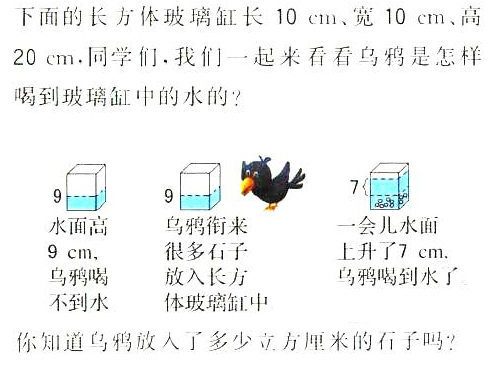 下面的长方体玻璃缸长 10 cm、宽 10 cm、高
20 cm,同学们,我们一起来看看乌鸦是怎样
喝到玻璃缸中的水的?
9
水面高
9 cm,
乌鸦喝
不到水
9
乌鸦衔来
很多石子
放入长方
体玻璃缸中
7
一会儿水面
上升了7 cm.
乌鸦喝到水了.
你知道乌鸦放入了多少立方厘米的石子吗?